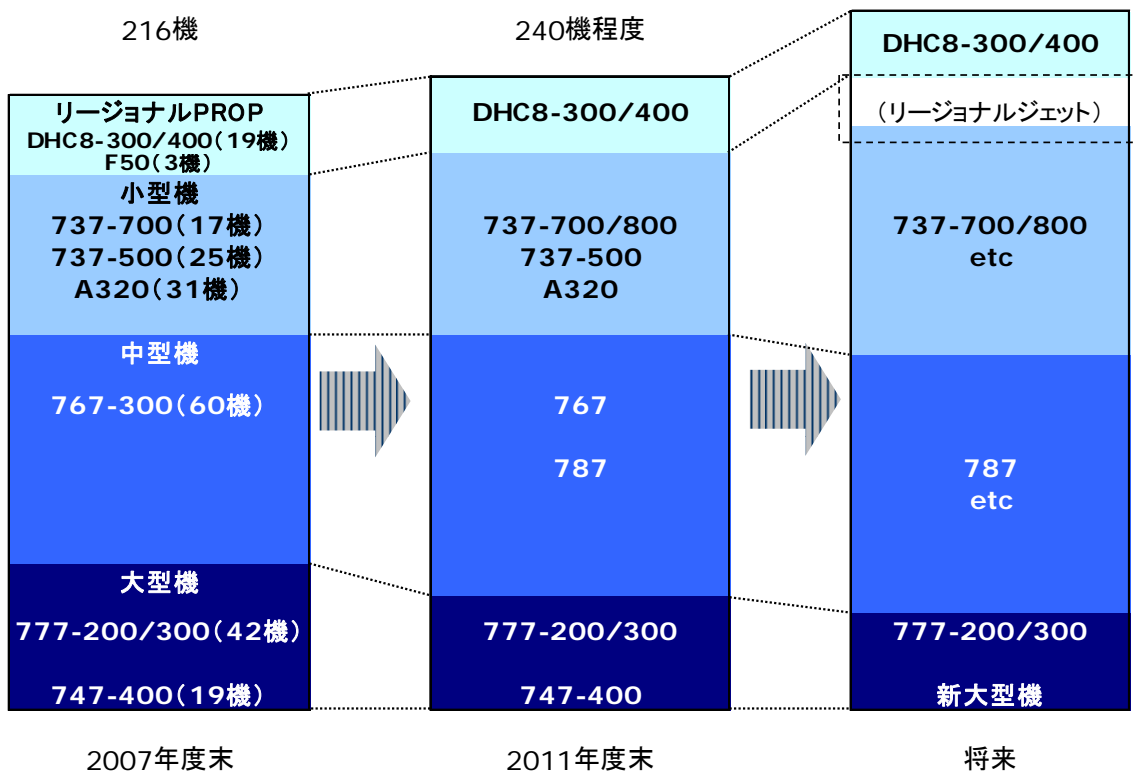 216機
リージョナルPROP
DHC8-300/400(19機)
F50(3機)
小型機
737-700(17機)
737-500(25機)
A320(31機)
中型機
767-300(60機)
大型機
777-200/300(42機)
747-400(19機)
2007年度末
240機程度
DHC8-300/400
737-700/800
737-500
A320
767
787
777-200/300
747-400
2011年度末
DHC8-300/400
(リージョナルジェット)
737-700/800
etc
787
etc
777-200/300
新大型機
将来